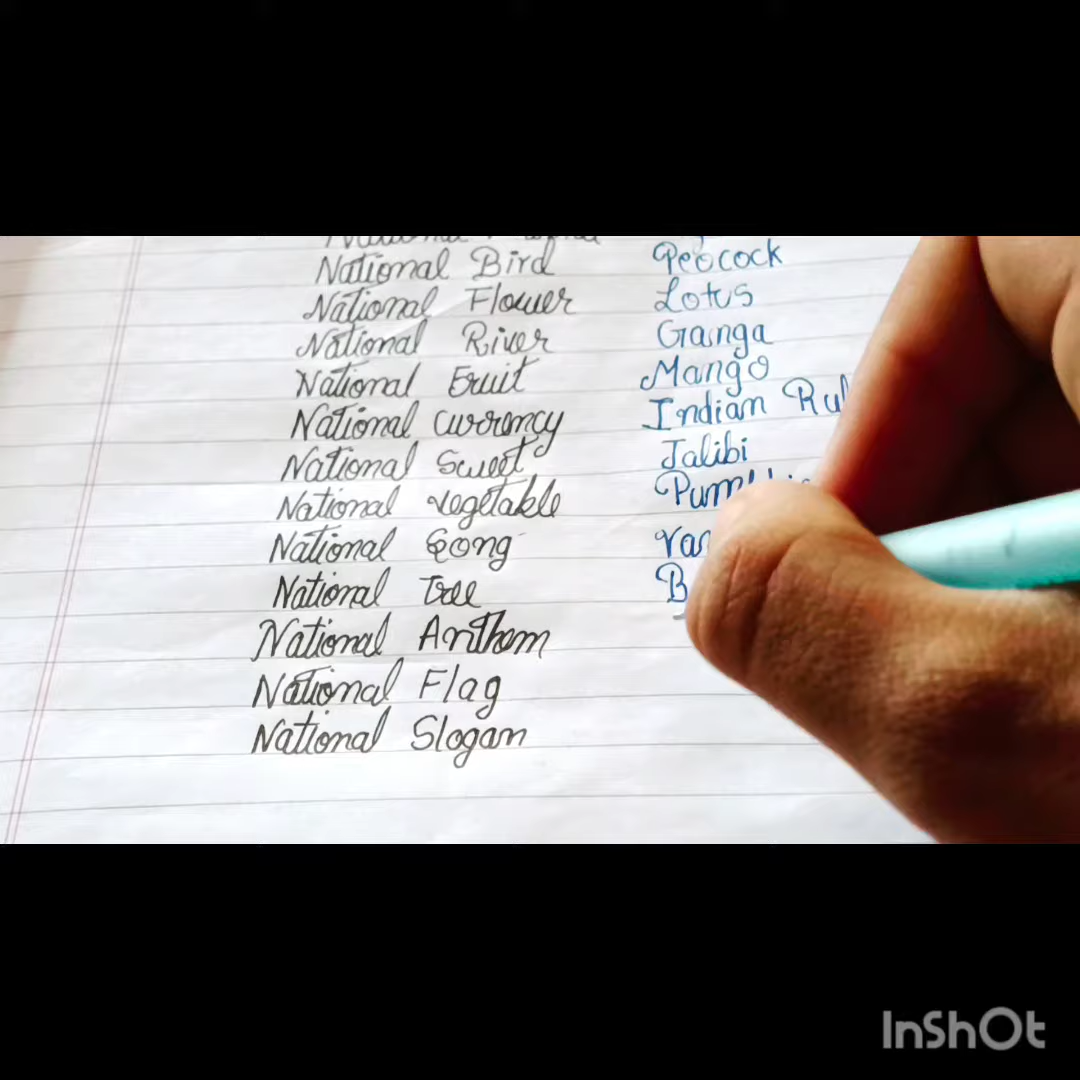 National Bird Peocock
National Flower Lotus
National River Ganga
National Fruit Mango
National Currency Indian
National Sweet Jalibi
National vegetable
National Song
National Tree
National Anthem
National Flag
National Slogan
InShOt